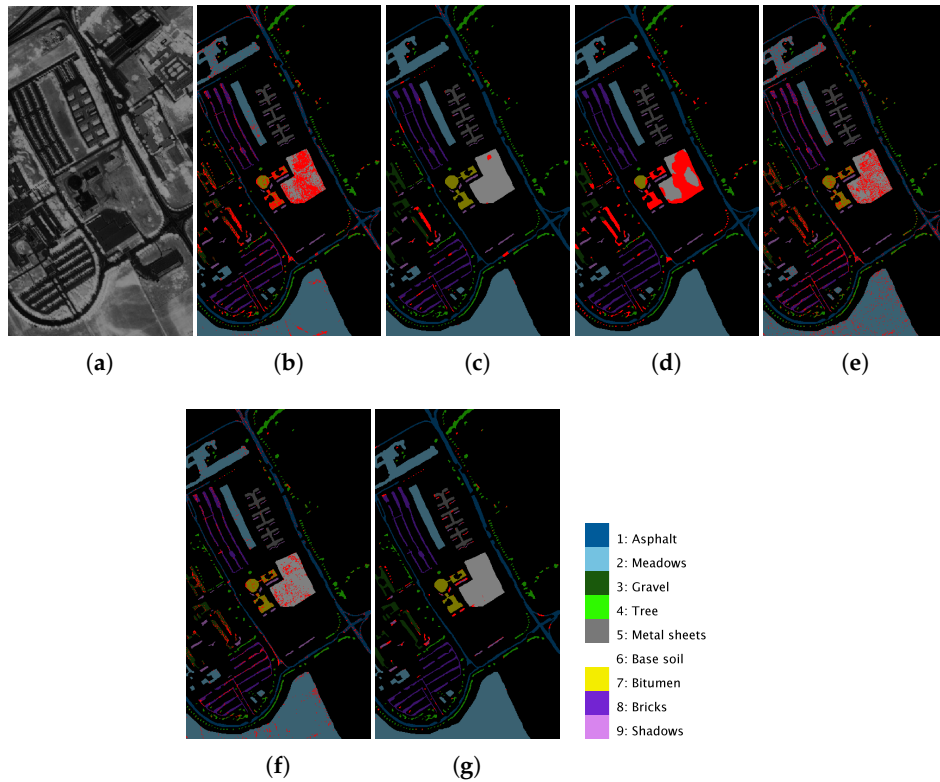 (a) (b) (c) (d) (e)
(f) (g)
1: Asphalt
2: Meadows
3: Gravel
4: Tree
5: Metal sheets
6: Base soil
7: Bitumen
8: Bricks
9: Shadows